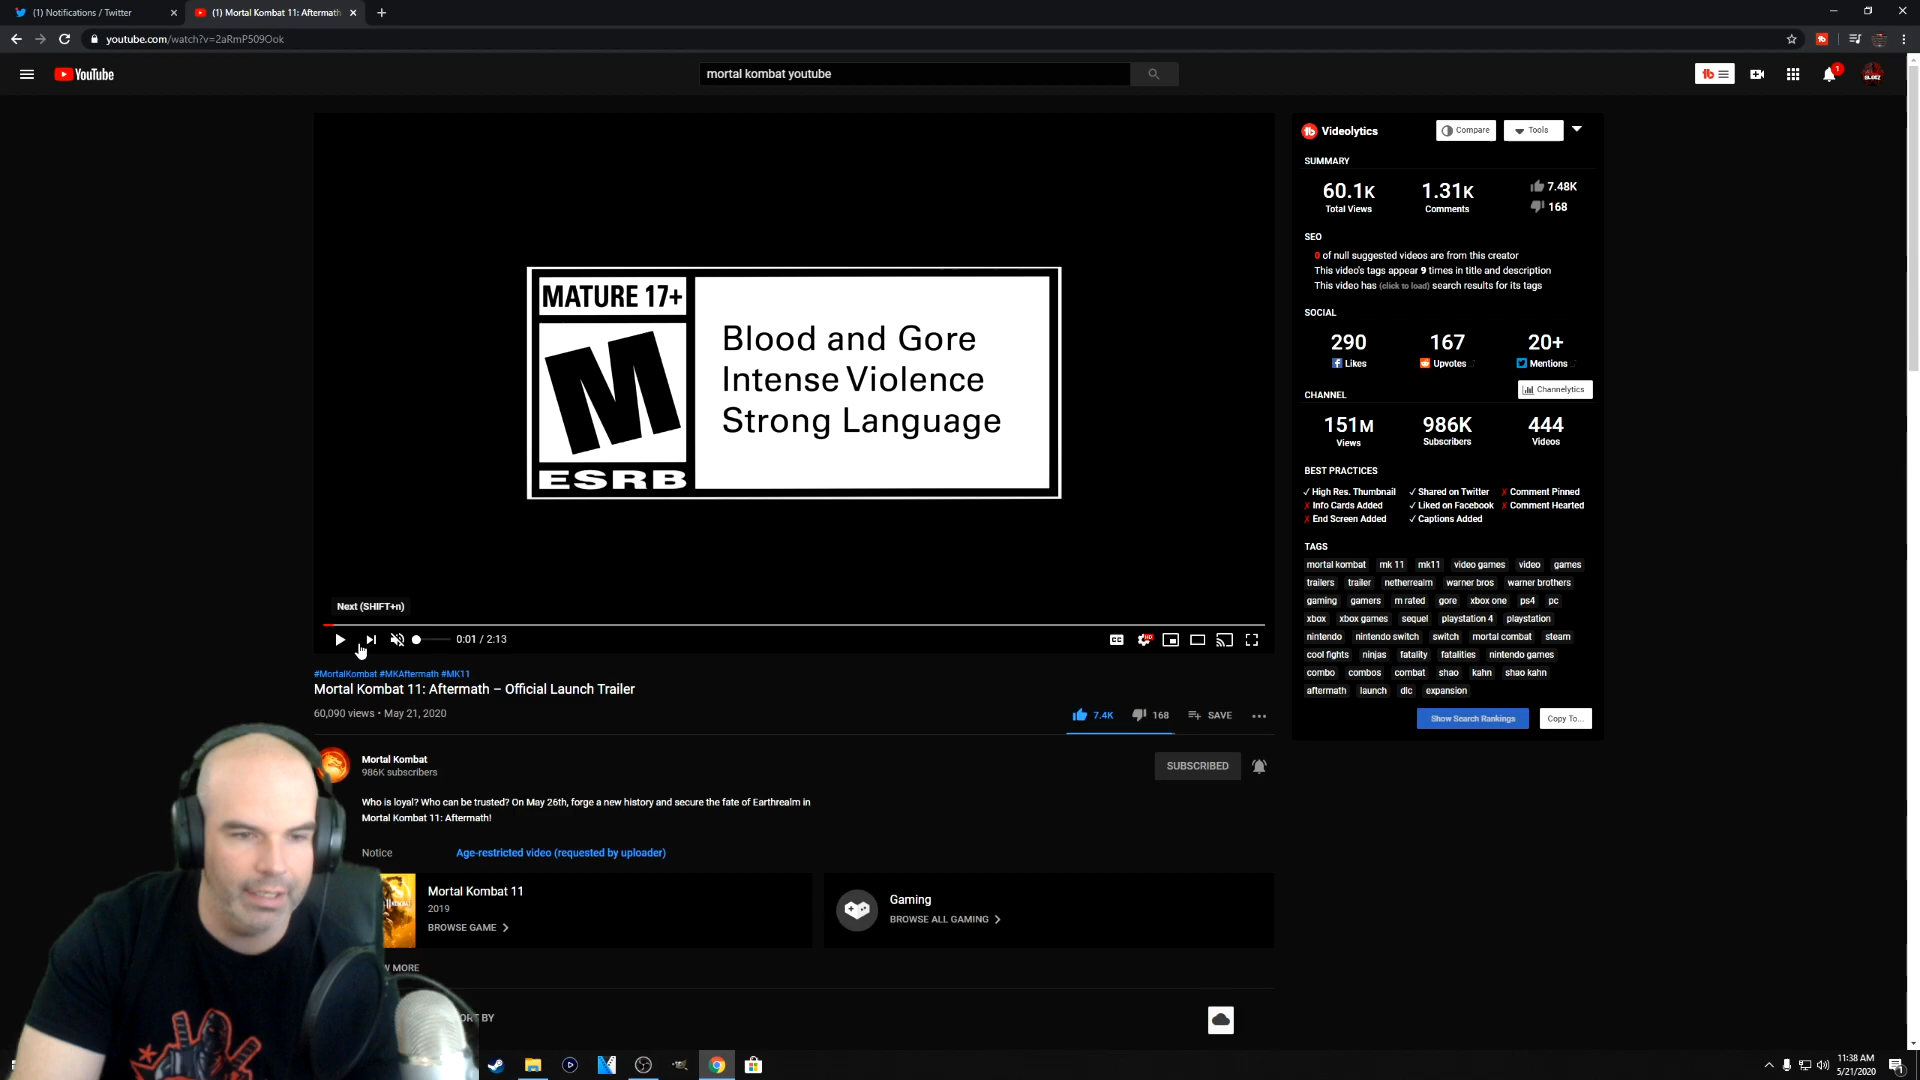 (1) Notifications / Twitter
(1) Mortal Kombat 11: Aftermath
youtube.com/watch?v=2aRmP509Ook
YouTube
mortal kombat youtube
1
MATURE 17+
M
ESRB
Blood and Gore
Intense Violence
Strong Language
Next (SHIFT+n)
0:01 / 2:13
CC
HD
#MortalKombat #MKAftermath #MK11
Mortal Kombat 11: Aftermath – Official Launch Trailer
60,090 views • May 21, 2020
7.4K
168
SAVE
Mortal Kombat
986K subscribers
SUBSCRIBED
Who is loyal? Who can be trusted? On May 26th, forge a new history and secure the fate of Earthrealm in
Mortal Kombat 11: Aftermath!
Notice
Age-restricted video (requested by uploader)
Mortal Kombat 11
2019
BROWSE GAME
Gaming
BROWSE ALL GAMING
MORE
BY
Videolytics
Compare
Tools
SUMMARY
60.1K
Total Views
1.31K
Comments
7.48K
168
SEO
0 of null suggested videos are from this creator
This video's tags appear 9 times in title and description
This video has (click to load) search results for its tags
SOCIAL
290
Likes
167
Upvotes
20+
Mentions
CHANNEL
Channelytics
151M
Views
986K
Subscribers
444
Videos
BEST PRACTICES
✓ High Res. Thumbnail ✓ Shared on Twitter ✗ Comment Pinned
✗ Info Cards Added ✓ Liked on Facebook ✗ Comment Hearted
✗ End Screen Added ✓ Captions Added
TAGS
mortal kombat mk 11 mk11 video games video games
trailers trailer netherrealm warner bros warner brothers
gaming gamers m rated gore xbox one ps4 pc
xbox xbox games sequel playstation 4 playstation
nintendo nintendo switch switch mortal combat steam
cool fights ninjas fatality fatalities nintendo games
combo combos combat shao kahn shao kahn
aftermath launch dlc expansion
Show Search Rankings
Copy To...
11:38 AM
5/21/2020